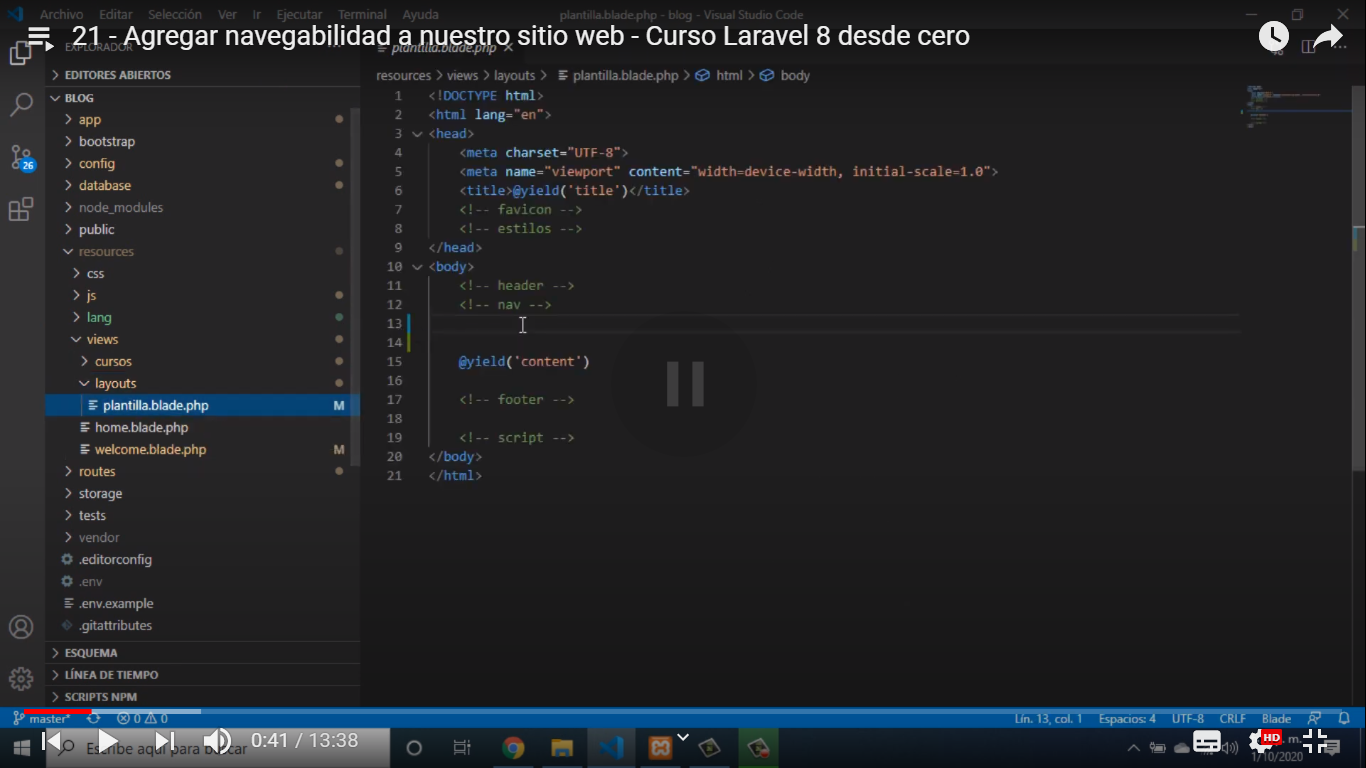 Archivo Editar Selección Ver Ir Ejecutar Terminal Ayuda plantilla.blade.php - blog - Visual Studio Code
21 - Agregar navegabilidad a nuestro sitio web - Curso Laravel 8 desde cero
EXPLORADOR
plantilla.blade.php
EDITORES ABIERTOS
resources > views > layouts > plantilla.blade.php > html > body
BLOG
app
bootstrap
config
database
node_modules
public
resources
css
js
lang
views
cursos
layouts
plantilla.blade.php M
home.blade.php
welcome.blade.php M
routes
storage
tests
vendor
.editorconfig
.env
.env.example
.gitattributes
ESQUEMA
LÍNEA DE TIEMPO
SCRIPTS NPM
26
1 <!DOCTYPE html>
2 <html lang="en">
3 <head>
4 <meta charset="UTF-8">
5 <meta name="viewport" content="width=device-width, initial-scale=1.0">
6 <title>@yield('title')</title>
7 <!-- favicon -->
8 <!-- estilos -->
9 </head>
10 <body>
11 <!-- header -->
12 <!-- nav -->
13
14
15 @yield('content')
16
17 <!-- footer -->
18
19 <!-- script -->
20 </body>
21 </html>
master* 0 0 Lín. 13, col. 1 Espacios: 4 UTF-8 CRLF Blade
Escribe aquí para buscar
0:41 / 13:38
HD
m.
1/10/2020